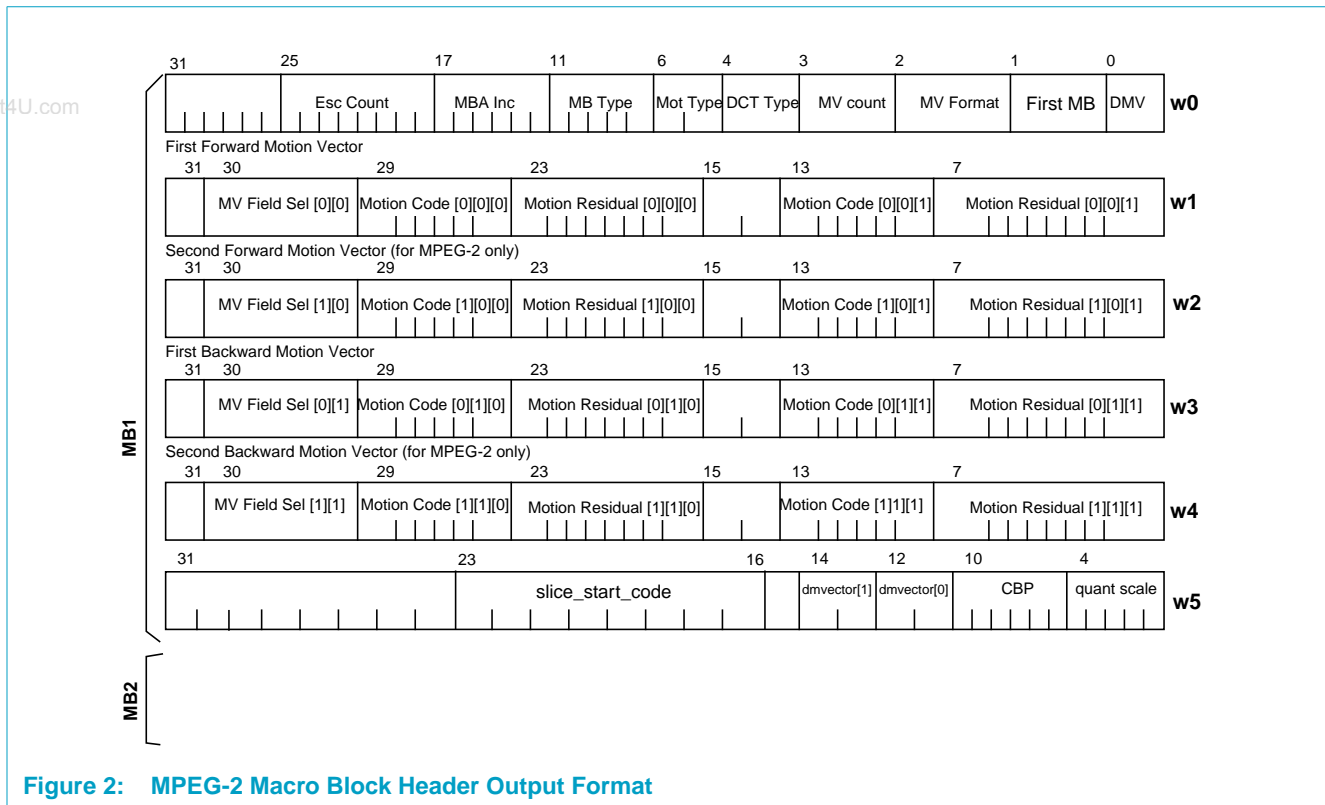 31 25 17 11 6 4 3 2 1 0
t4U.com
Esc Count MBA Inc MB Type Mot Type DCT Type MV count MV Format First MB DMV w0
First Forward Motion Vector
31 30 29 23 15 13 7
MV Field Sel [0][0] Motion Code [0][0][0] Motion Residual [0][0][0] Motion Code [0][0][1] Motion Residual [0][0][1] w1
Second Forward Motion Vector (for MPEG-2 only)
31 30 29 23 15 13 7
MV Field Sel [1][0] Motion Code [1][0][0] Motion Residual [1][0][0] Motion Code [1][0][1] Motion Residual [1][0][1] w2
First Backward Motion Vector
31 30 29 23 15 13 7
MV Field Sel [0][1] Motion Code [0][1][0] Motion Residual [0][1][0] Motion Code [0][1][1] Motion Residual [0][1][1] w3
MB1
Second Backward Motion Vector (for MPEG-2 only)
31 30 29 23 15 13 7
MV Field Sel [1][1] Motion Code [1][1][0] Motion Residual [1][1][0] Motion Code [1]1][1] Motion Residual [1][1][1] w4
31 23 16 14 12 10 4
slice_start_code dmvector[1] dmvector[0] CBP quant scale w5
MB2
Figure 2: MPEG-2 Macro Block Header Output Format